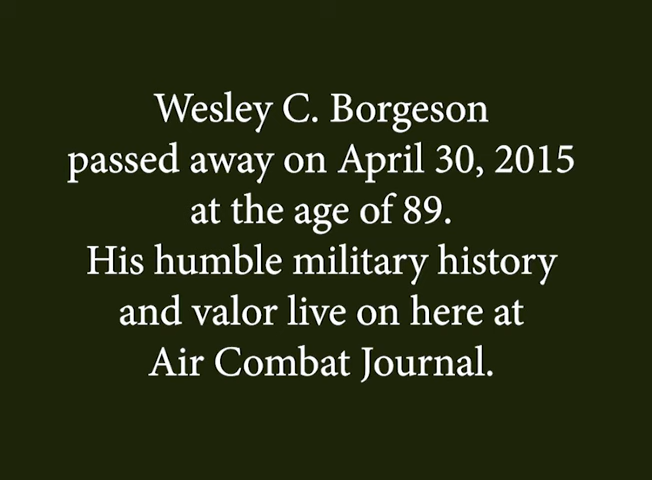 Wesley C. Borgeson
passed away on April 30, 2015
at the age of 89.
His humble military history
and valor live on here at
Air Combat Journal.